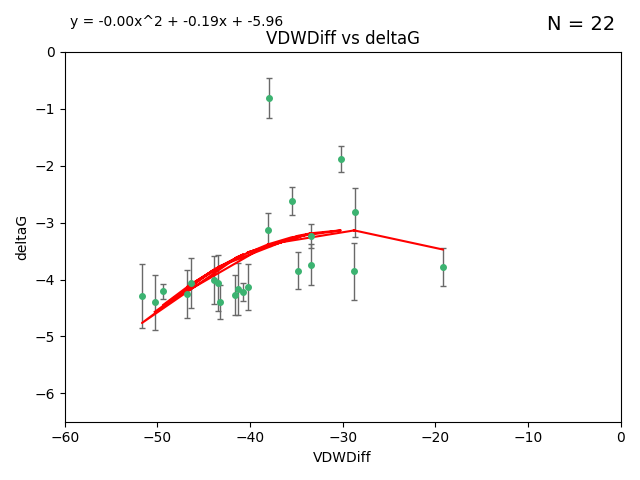 y = -0.00x^2 + -0.19x + -5.96
N = 22
VDWDiff vs deltaG
0
−1
−2
−3
−4
−5
−6
deltaG
−60
−50
−40
−30
−20
−10
0
VDWDiff